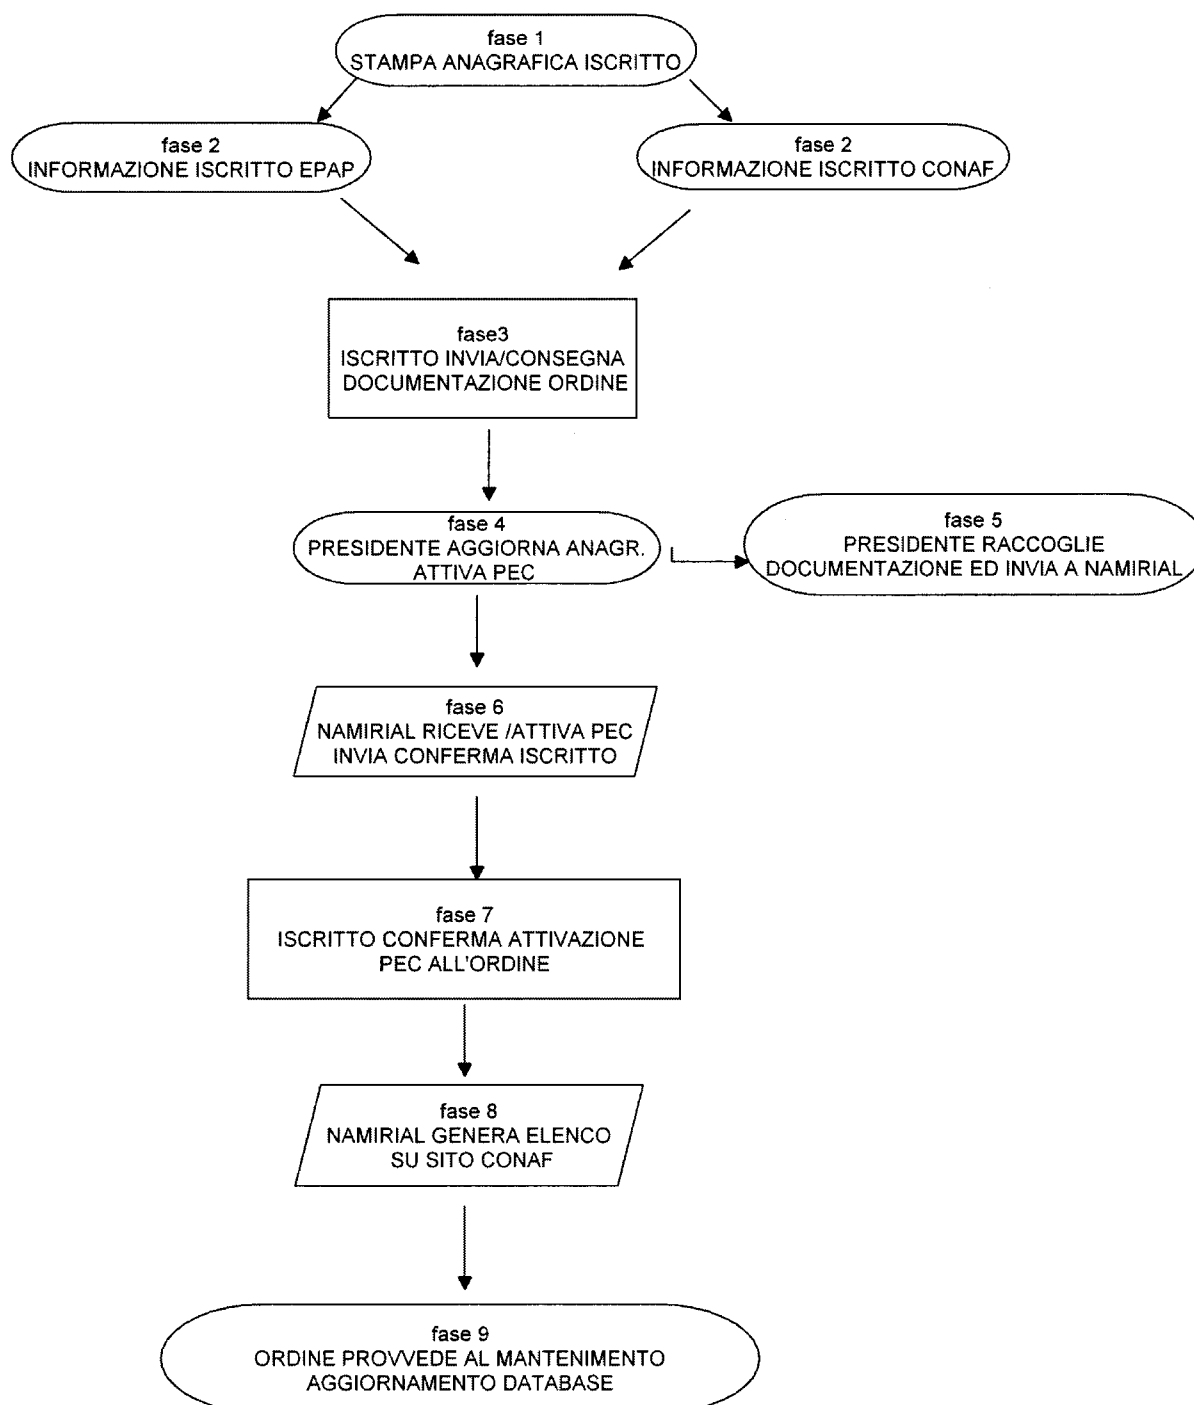 fase 1
STAMPA ANAGRAFICA ISCRITTO
fase 2
INFORMAZIONE ISCRITTO EPAP
fase 2
INFORMAZIONE ISCRITTO CONAF
fase3
ISCRITTO INVIA/CONSEGNA
DOCUMENTAZIONE ORDINE
fase 4
PRESIDENTE AGGIORNA ANAGR.
ATTIVA PEC
fase 5
PRESIDENTE RACCOGLIE
DOCUMENTAZIONE ED INVIA A NAMIRIAL
fase 6
NAMIRIAL RICEVE /ATTIVA PEC
INVIA CONFERMA ISCRITTO
fase 7
ISCRITTO CONFERMA ATTIVAZIONE
PEC ALL'ORDINE
fase 8
NAMIRIAL GENERA ELENCO
SU SITO CONAF
fase 9
ORDINE PROVVEDE AL MANTENIMENTO
AGGIORNAMENTO DATABASE